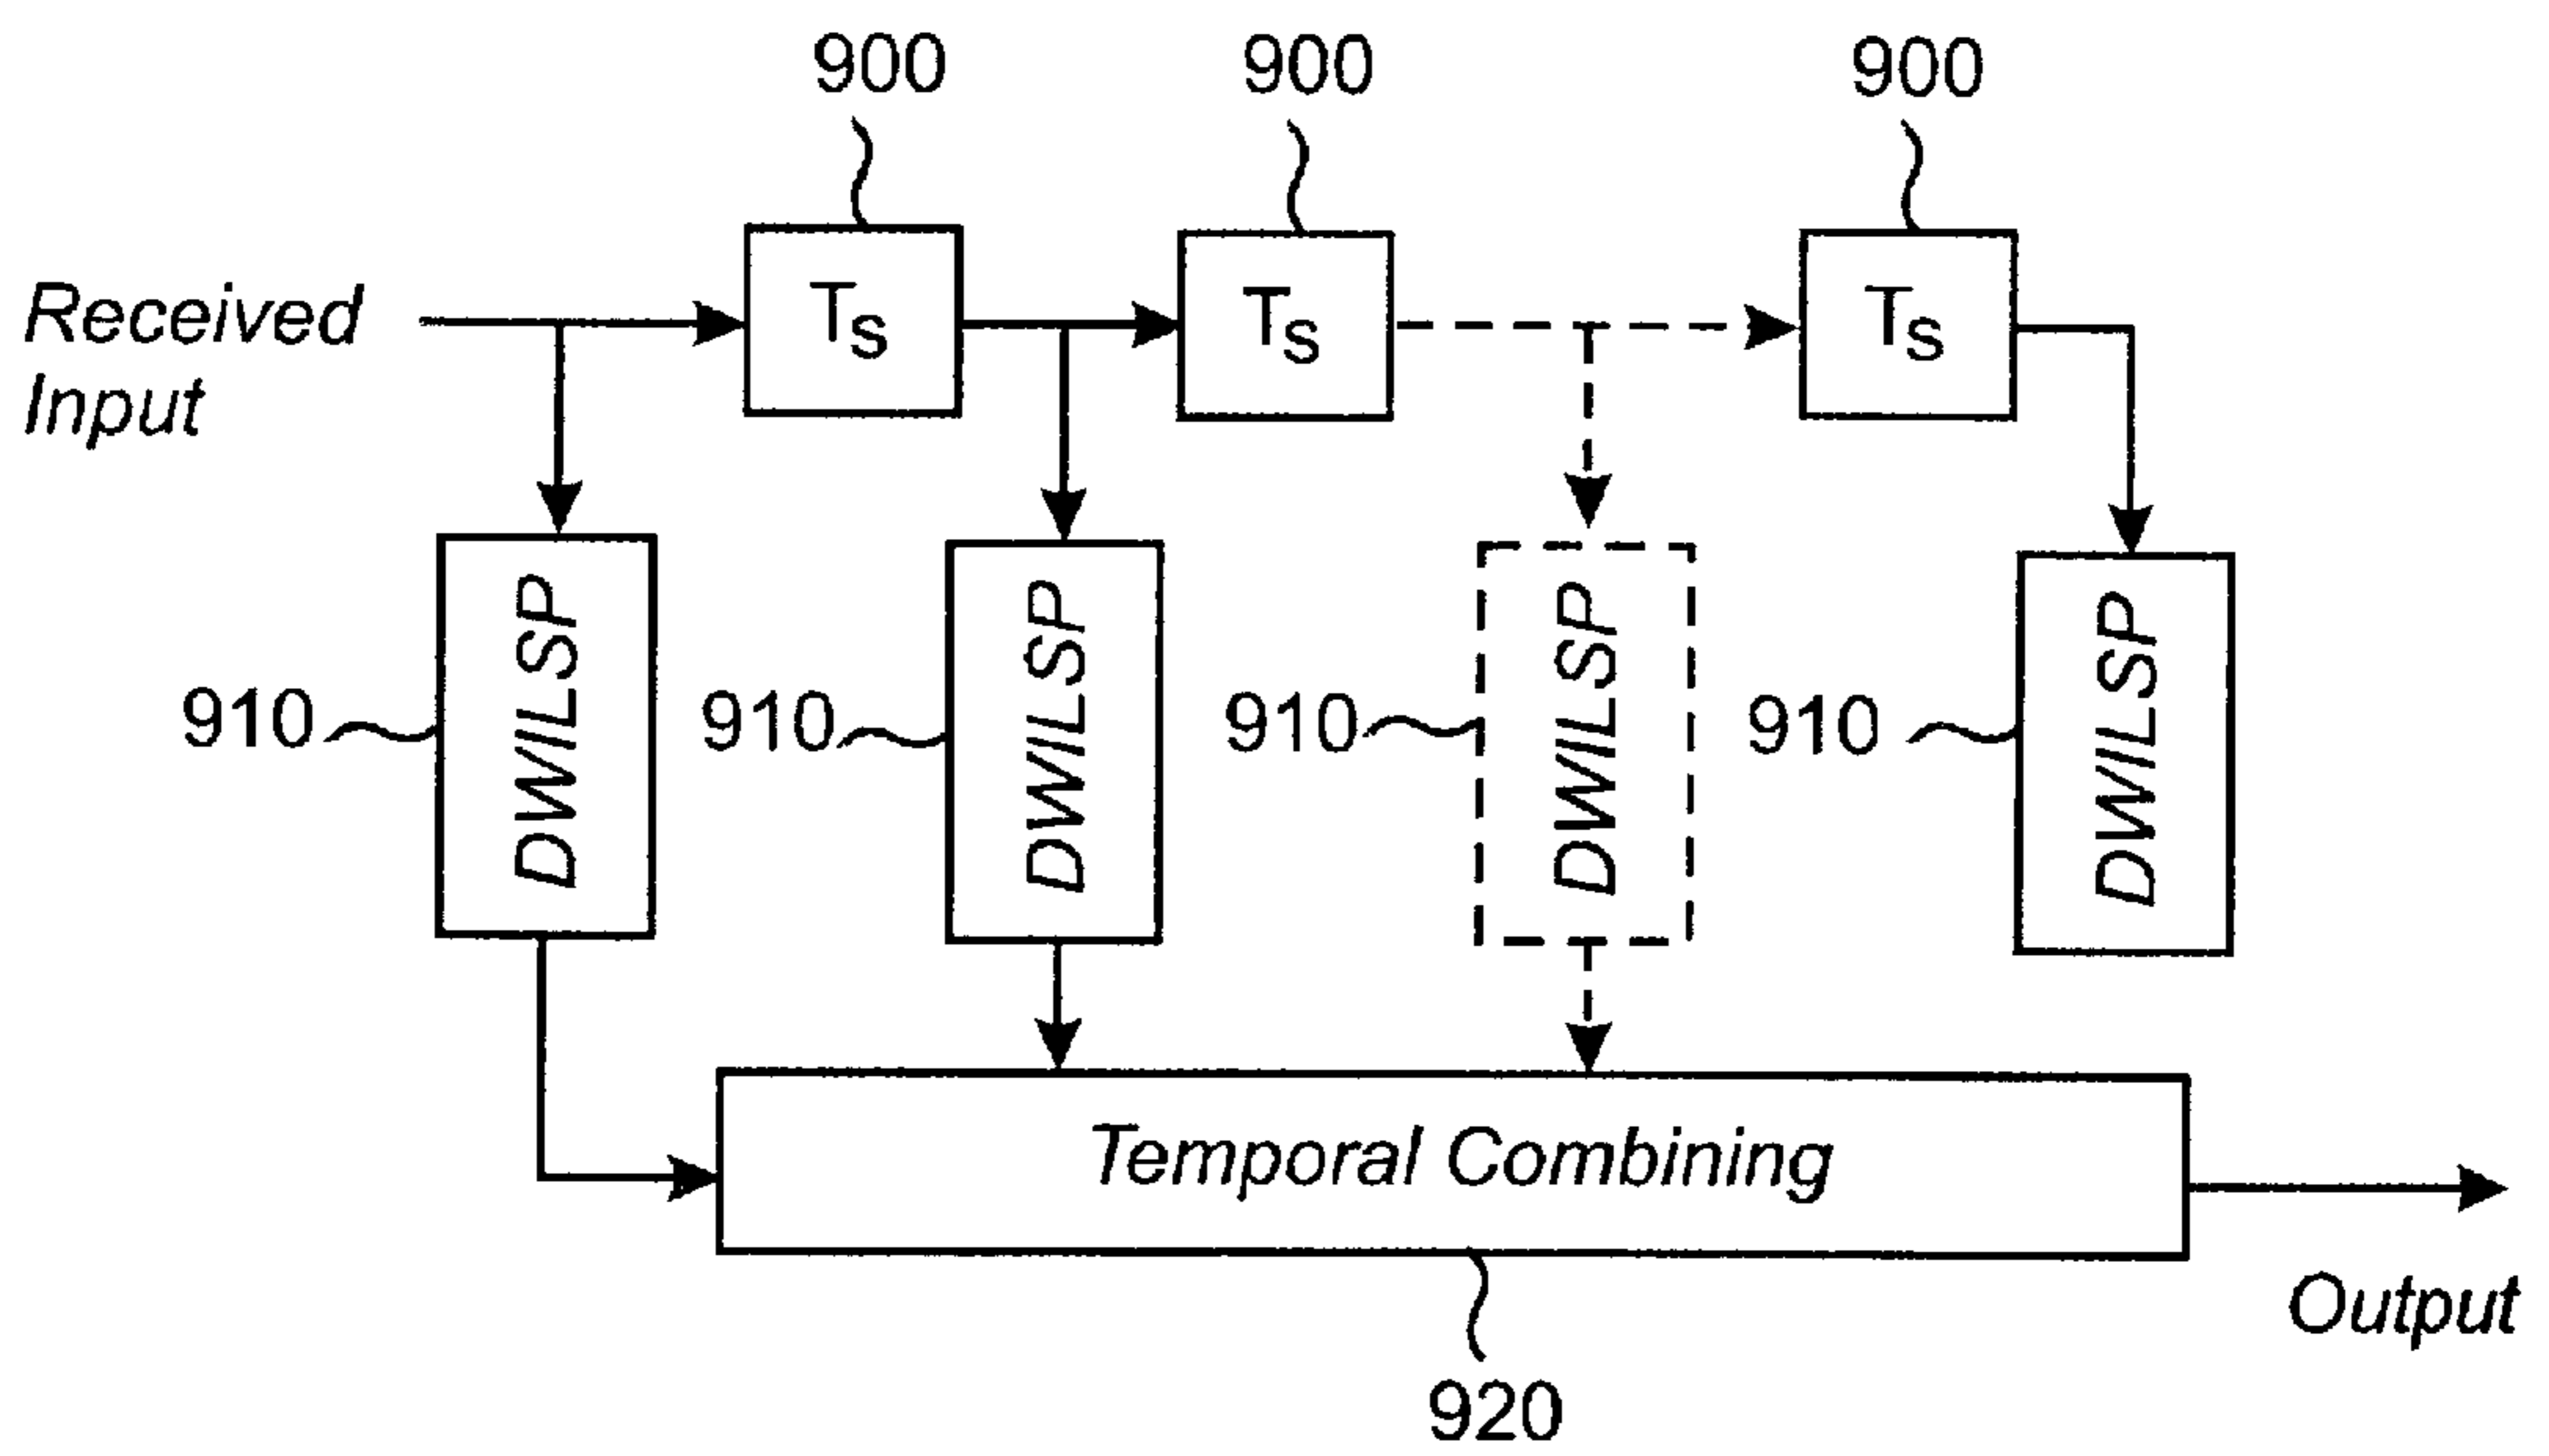 900 900 900
Received
Input
TS TS TS
DWILSP DWILSP DWILSP DWILSP
910 910 910 910
Temporal Combining
Output
920